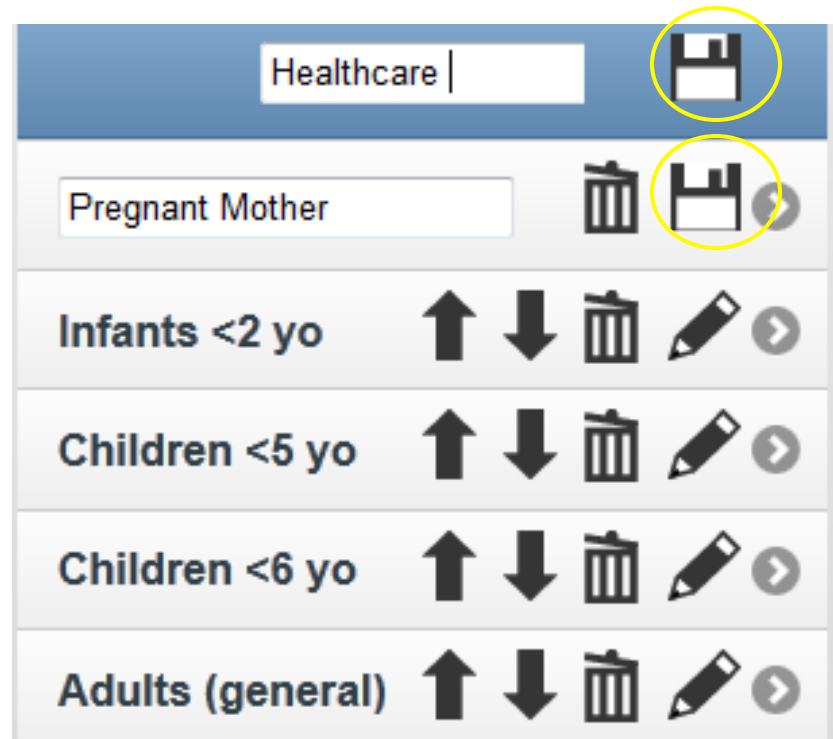 Healthcare
Pregnant Mother
Infants <2 yo
Children <5 yo
Children <6 yo
Adults (general)